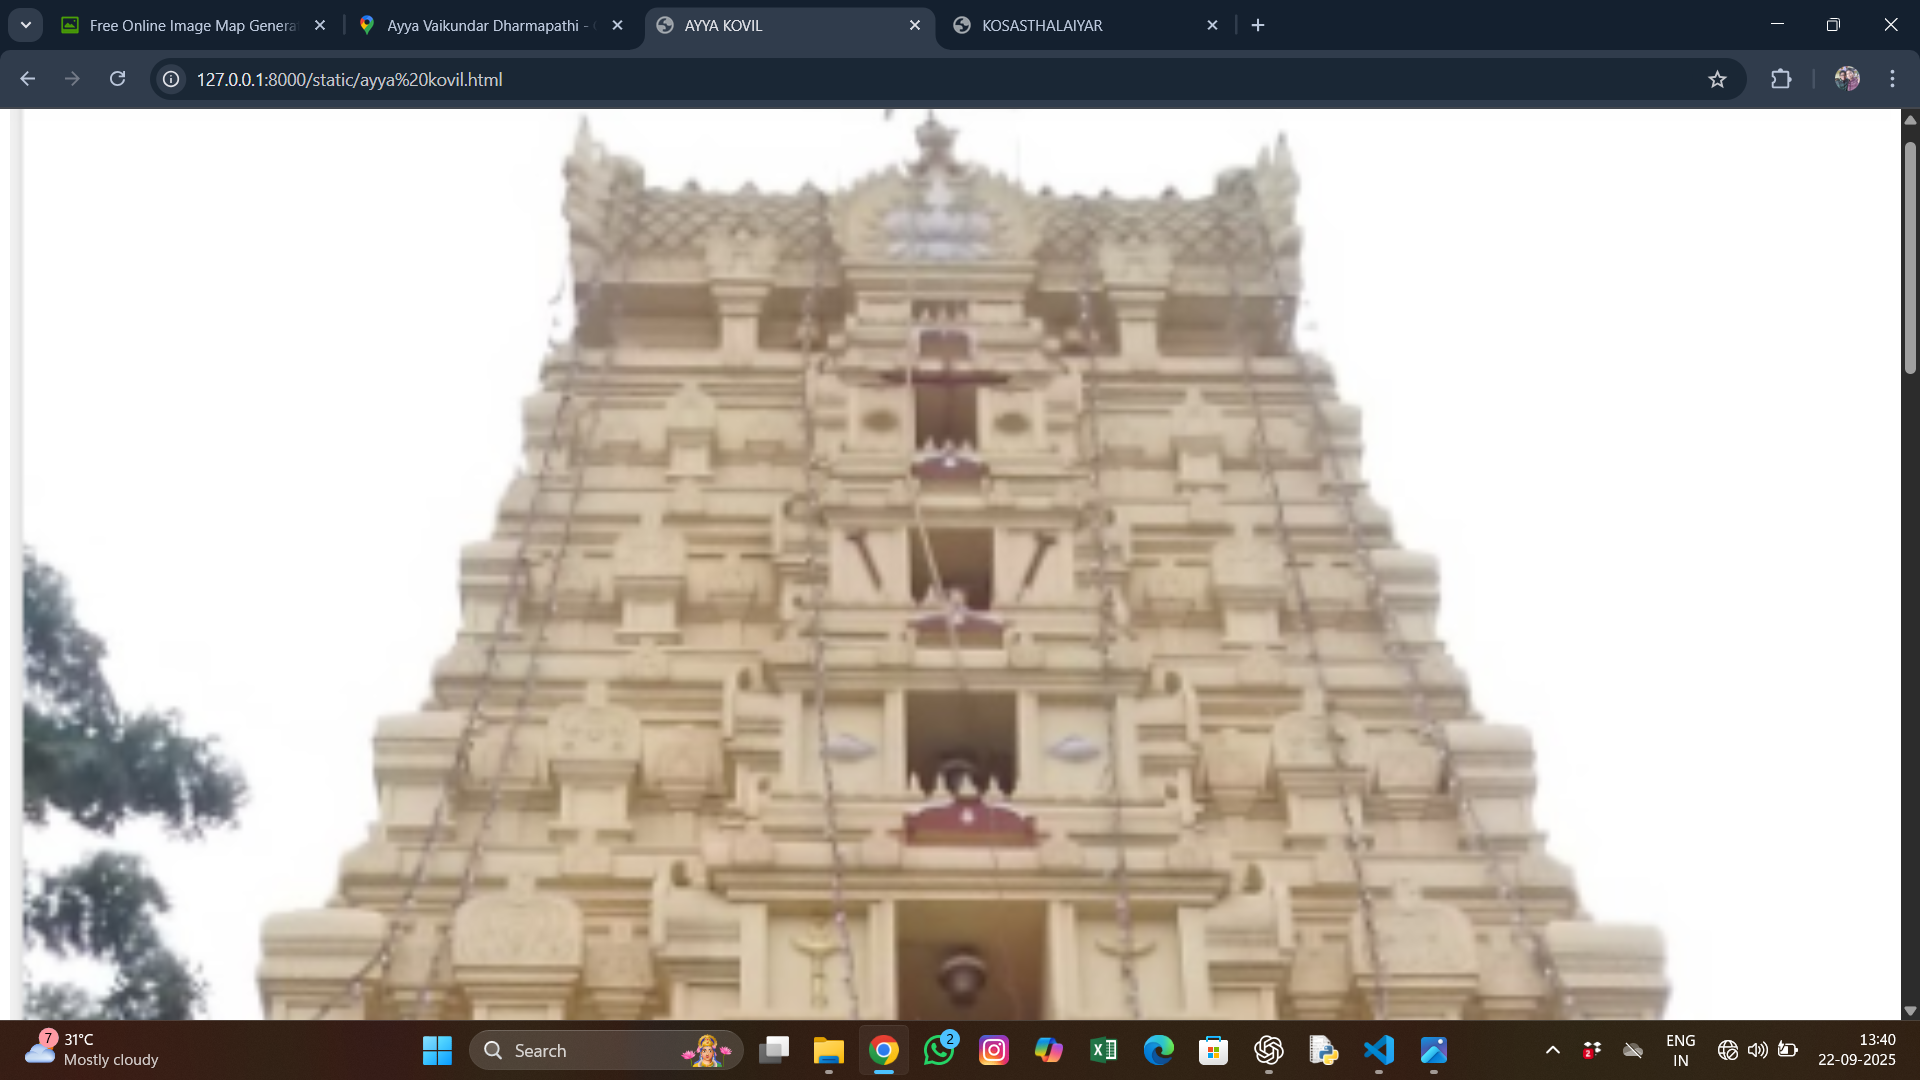 Free Online Image Map Genera
Ayya Vaikundar Dharmapathi -
AYYA KOVIL
KOSASTHALAIYAR
127.0.0.1:8000/static/ayya%20kovil.html
7
31°C
Mostly cloudy
Search
2
2
ENG
IN
13:40
22-09-2025